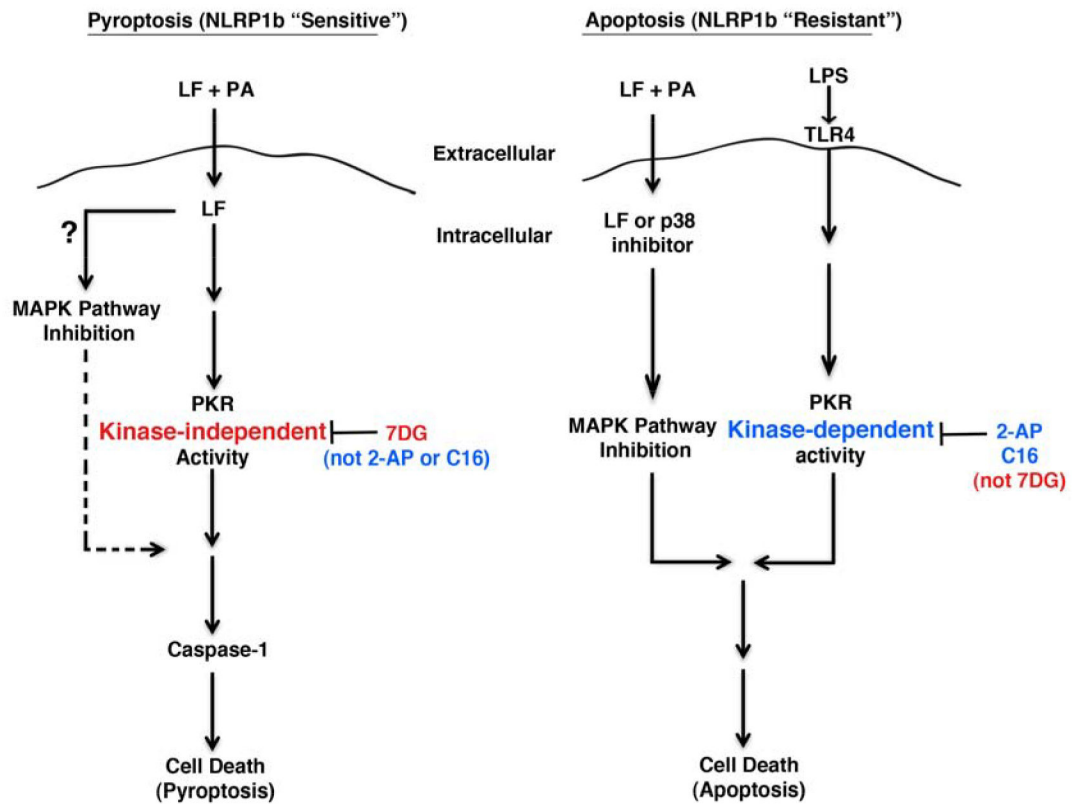 Pyroptosis (NLRP1b “Sensitive”)
LF + PA
LF
?
MAPK Pathway
Inhibition
PKR
Kinase-independent
Activity
7DG
(not 2-AP or C16)
Caspase-1
Cell Death
(Pyroptosis)
Extracellular
Intracellular
Apoptosis (NLRP1b “Resistant”)
LF + PA
LPS
TLR4
LF or p38
inhibitor
MAPK Pathway
Inhibition
PKR
Kinase-dependent
activity
2-AP
C16
(not 7DG)
Cell Death
(Apoptosis)